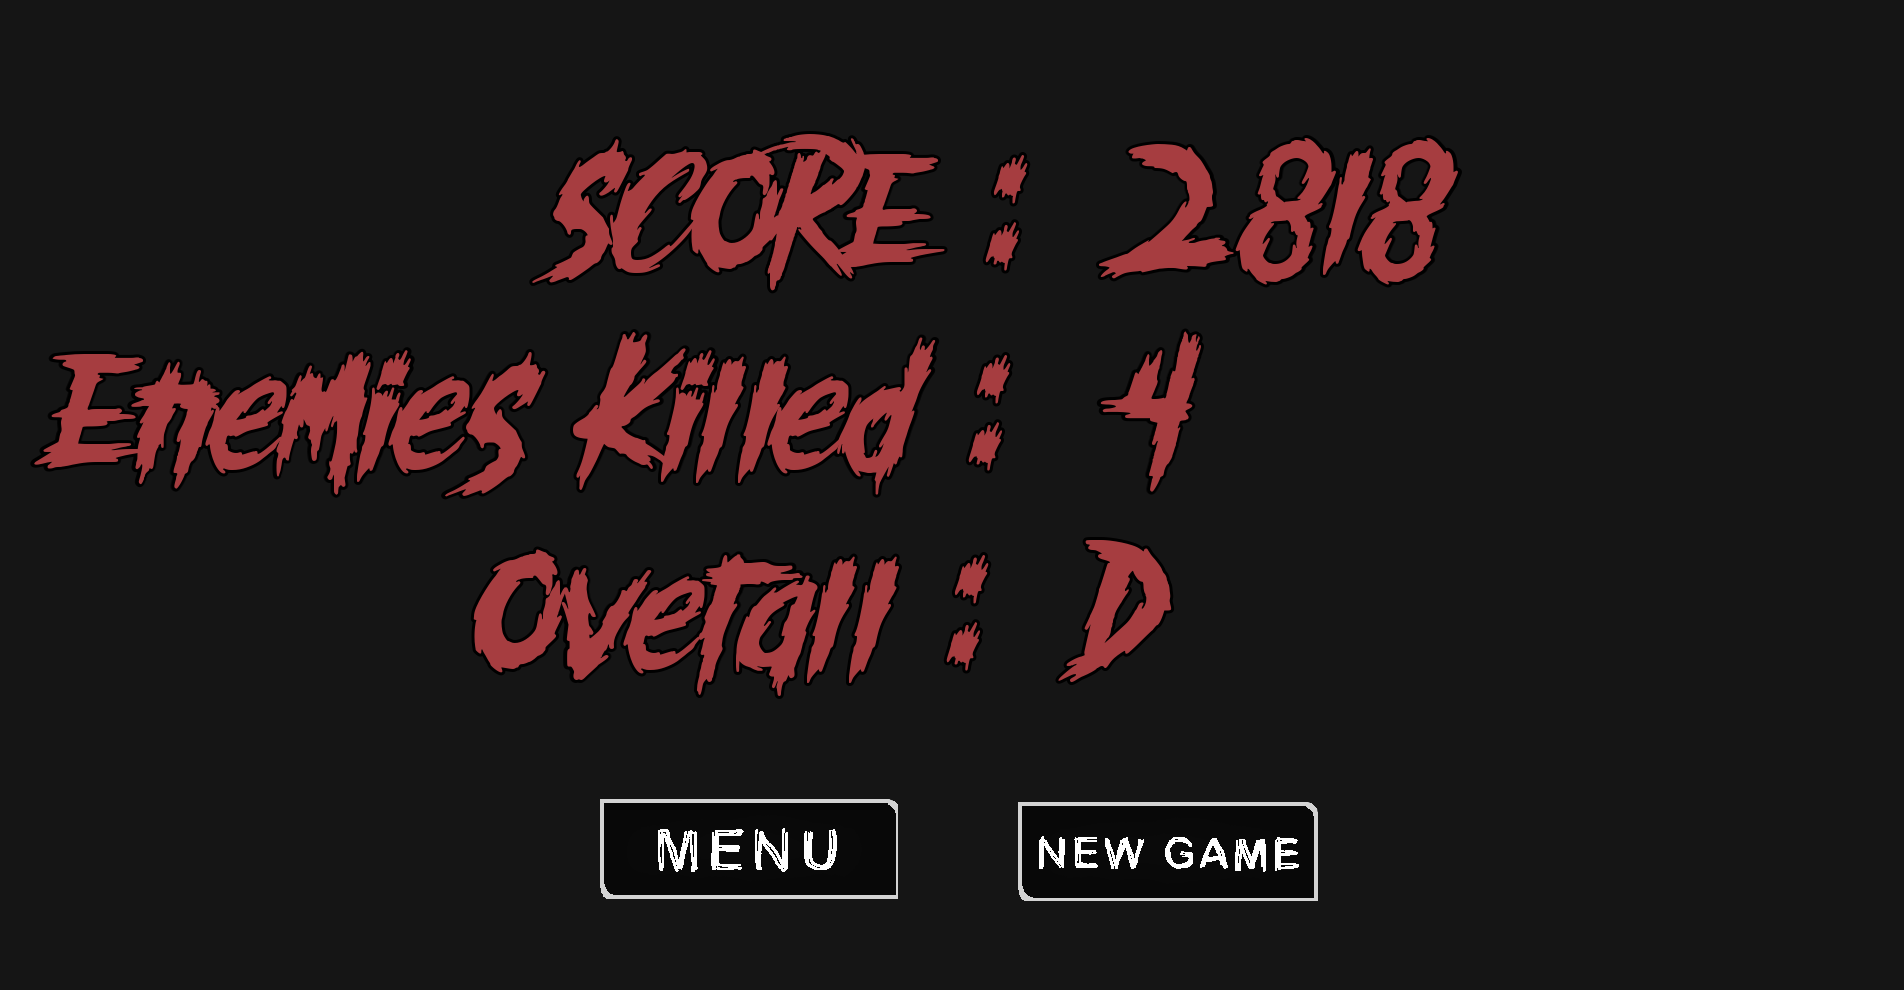 SCORE : 2818
Enemies Killed : 4
Overall : D
MENU
NEW GAME